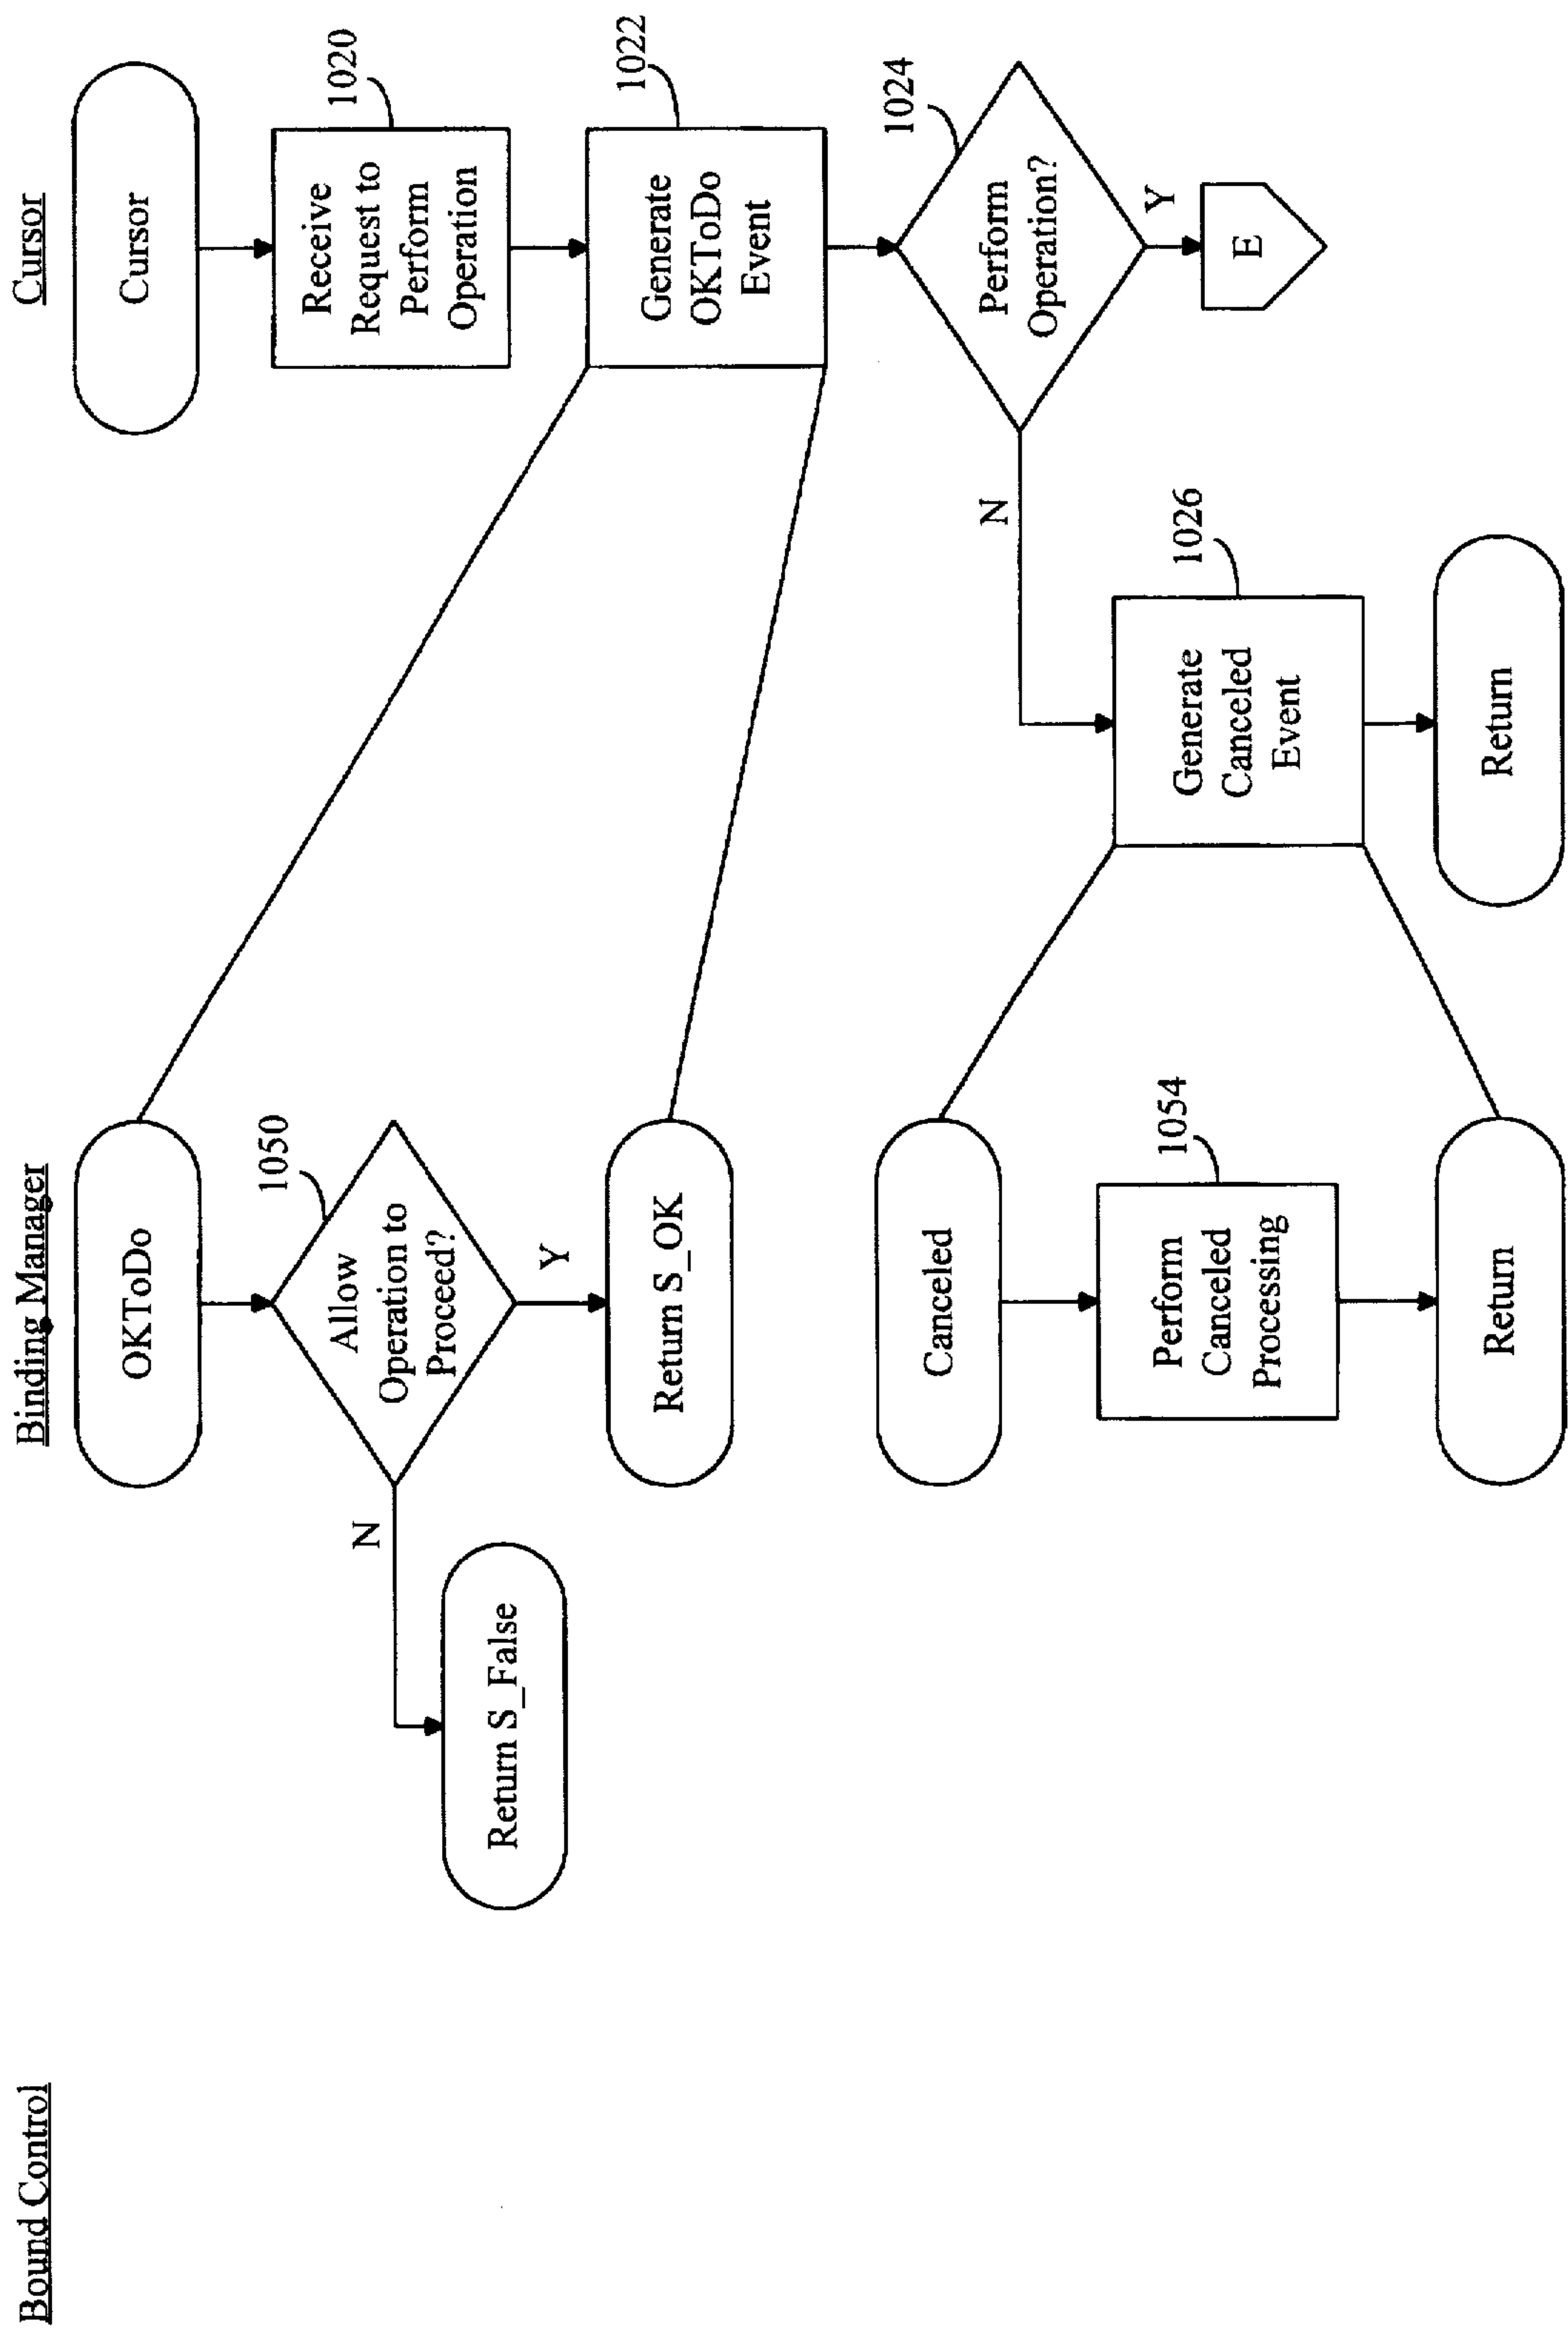 Bound Control
Binding Manager
Cursor
OKToDo
1050
Allow
Operation to
Proceed?
N
Y
Return S_False
Return S_OK
Canceled
1054
Perform
Canceled
Processing
Return
Cursor
1020
Receive
Request to
Perform
Operation
1022
Generate
OKToDo
Event
1024
Perform
Operation?
N
Y
E
1026
Generate
Canceled
Event
Return